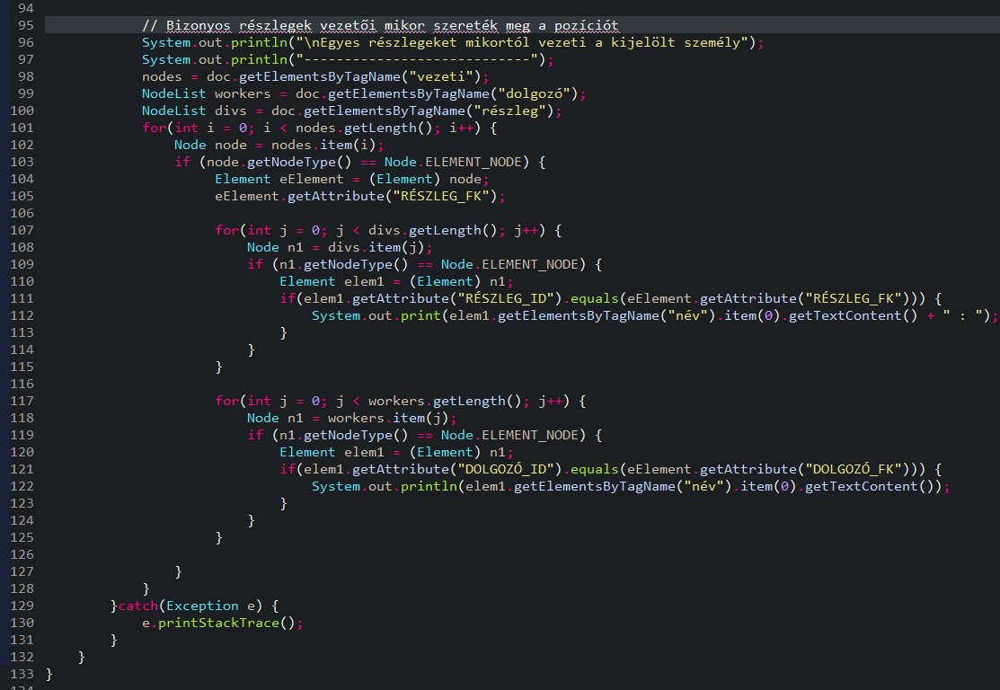 94
95 // Bizonyos részlegek vezetői mikor szereték meg a pozíciót
96 System.out.println("\nEgyes részlegeket mikortól vezeti a kijelölt személy");
97 System.out.println("----------------------------");
98 nodes = doc.getElementsByTagName("vezeti");
99 NodeList workers = doc.getElementsByTagName("dolgozó");
100 NodeList divs = doc.getElementsByTagName("részleg");
101 for(int i = 0; i < nodes.getLength(); i++) {
102 Node node = nodes.item(i);
103 if (node.getNodeType() == Node.ELEMENT_NODE) {
104 Element eElement = (Element) node;
105 eElement.getAttribute("RÉSZLEG_FK");
106
107 for(int j = 0; j < divs.getLength(); j++) {
108 Node n1 = divs.item(j);
109 if (n1.getNodeType() == Node.ELEMENT_NODE) {
110 Element elem1 = (Element) n1;
111 if(elem1.getAttribute("RÉSZLEG_ID").equals(eElement.getAttribute("RÉSZLEG_FK"))) {
112 System.out.print(elem1.getElementsByTagName("név").item(0).getTextContent() + " : ");
113 }
114 }
115 }
116
117 for(int j = 0; j < workers.getLength(); j++) {
118 Node n1 = workers.item(j);
119 if (n1.getNodeType() == Node.ELEMENT_NODE) {
120 Element elem1 = (Element) n1;
121 if(elem1.getAttribute("DOLGOZÓ_ID").equals(eElement.getAttribute("DOLGOZÓ_FK"))) {
122 System.out.println(elem1.getElementsByTagName("név").item(0).getTextContent());
123 }
124 }
125 }
126
127 }
128 }
129 }catch(Exception e) {
130 e.printStackTrace();
131 }
132 }
133 }
134